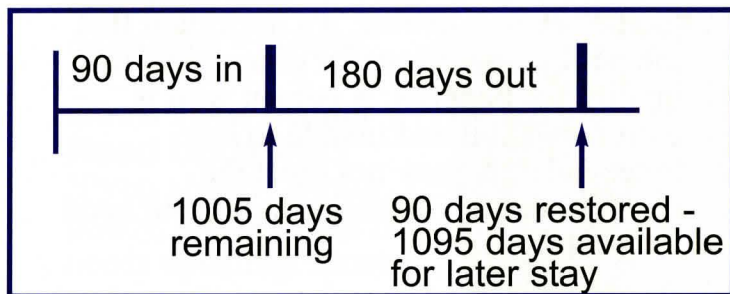 90 days in
180 days out
1005 days
remaining
90 days restored -
1095 days available
for later stay